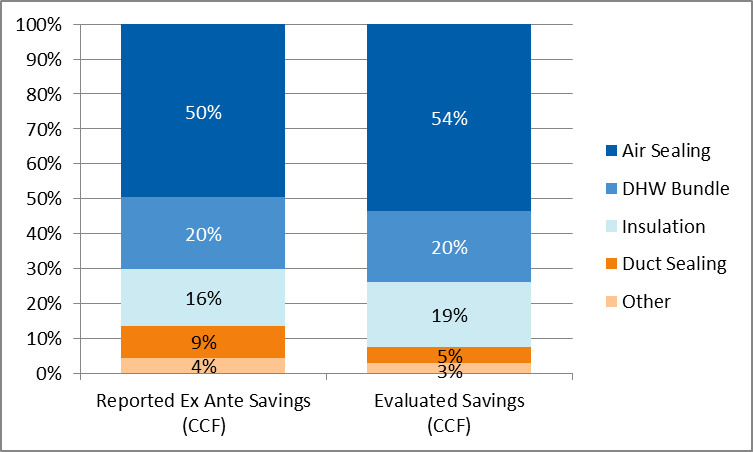 100%
90%
80%
70%
60%
50%
40%
30%
20%
10%
0%
50%
20%
16%
9%
4%
54%
20%
19%
5%
3%
Reported Ex Ante Savings
(CCF)
Evaluated Savings
(CCF)
Air Sealing
DHW Bundle
Insulation
Duct Sealing
Other